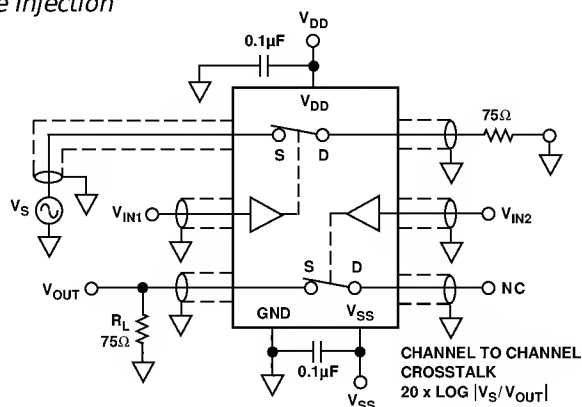 e Injection
VDD
0.1µF
VDD
75Ω
S D
VS
VIN1
VIN2
S D
VOUT
NC
RL
75Ω
GND
VSS
0.1µF
VSS
CHANNEL TO CHANNEL
CROSSTALK
20 x LOG |VS/VOUT|